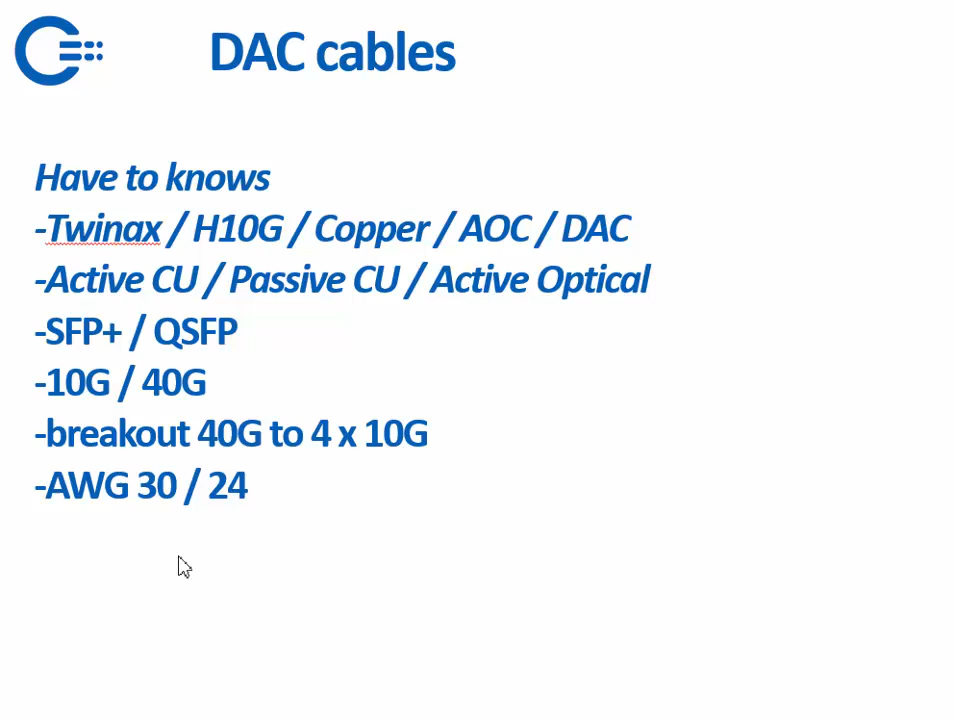 DAC cables
Have to knows
-Twinax / H10G / Copper / AOC / DAC
-Active CU / Passive CU / Active Optical
-SFP+ / QSFP
-10G / 40G
-breakout 40G to 4 x 10G
-AWG 30 / 24